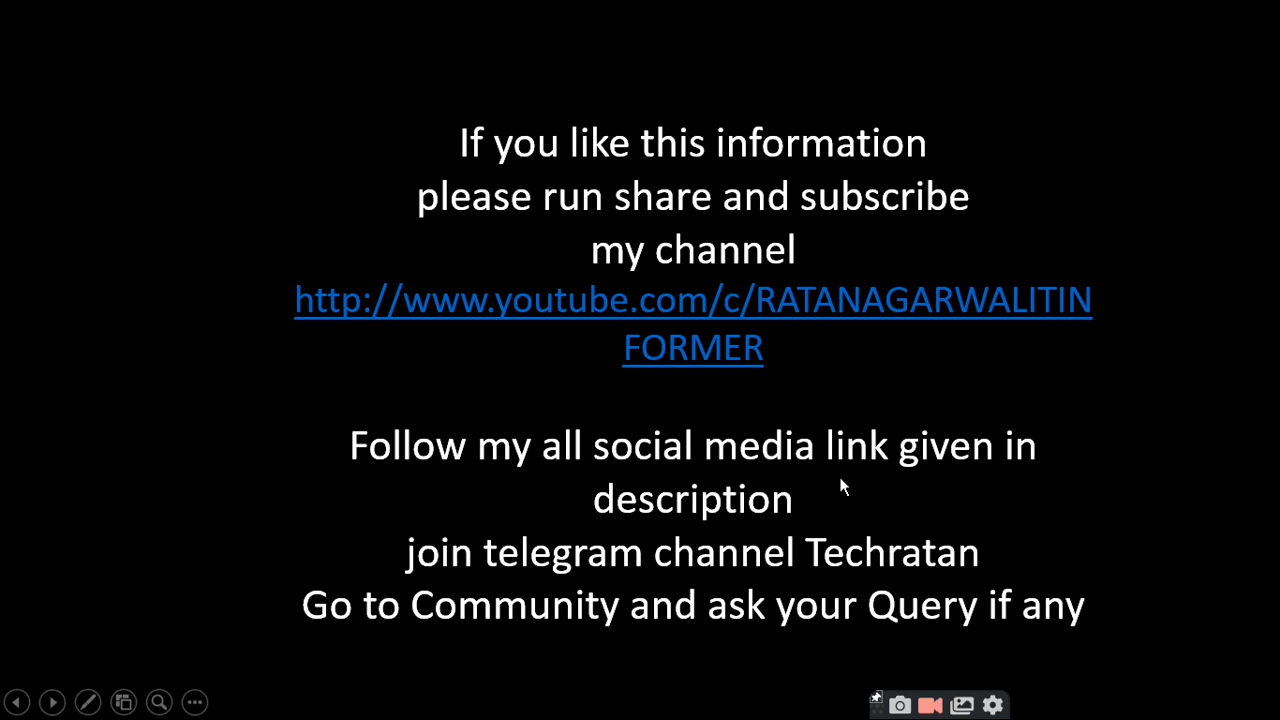 If you like this information
please run share and subscribe
my channel
http://www.youtube.com/c/RATANAGARWALITIN
FORMER
Follow my all social media link given in
description
join telegram channel Techratan
Go to Community and ask your Query if any